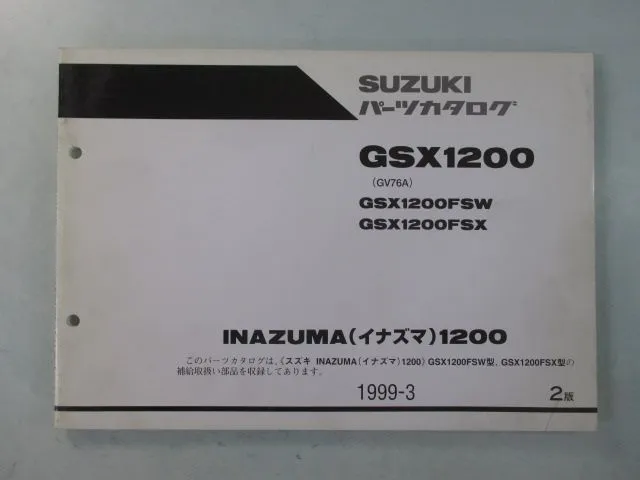 SUZUKI
パーツカタログ
GSX1200
(GV76A)
GSX1200FSW
GSX1200FSX
INAZUMA(イナズマ)1200
このパーツカタログは、《スズキ INAZUMA(イナズマ)1200》GSX1200FSW型、GSX1200FSX型の
補給取扱い部品を収録してあります。
1999-3
2版